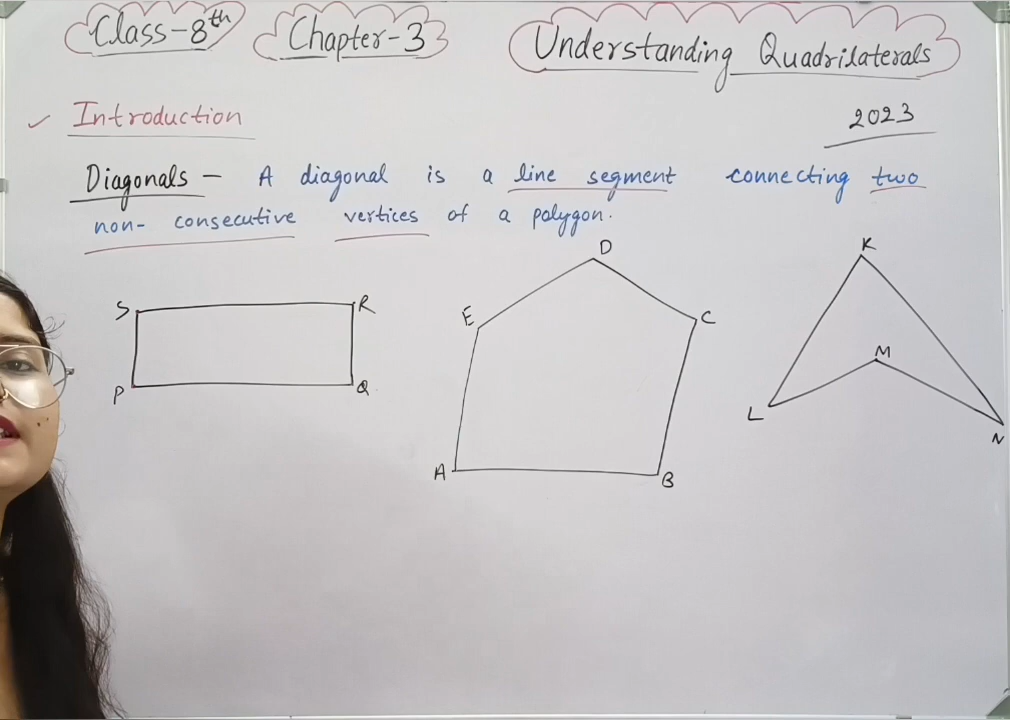 Class-8th Chapter-3 Understanding Quadrilaterals
✓ Introduction 2023
Diagonals - A diagonal is a line segment connecting two
non-consecutive vertices of a polygon.
S R P Q
D E C A B
K M L N